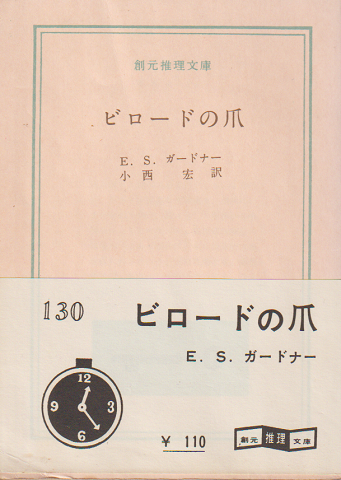 創元推理文庫
ビロードの爪
E. S. ガードナー
小西 宏訳
130
ビロードの爪
E. S. ガードナー
12
9 3
6
¥ 110
創元 推理 文庫